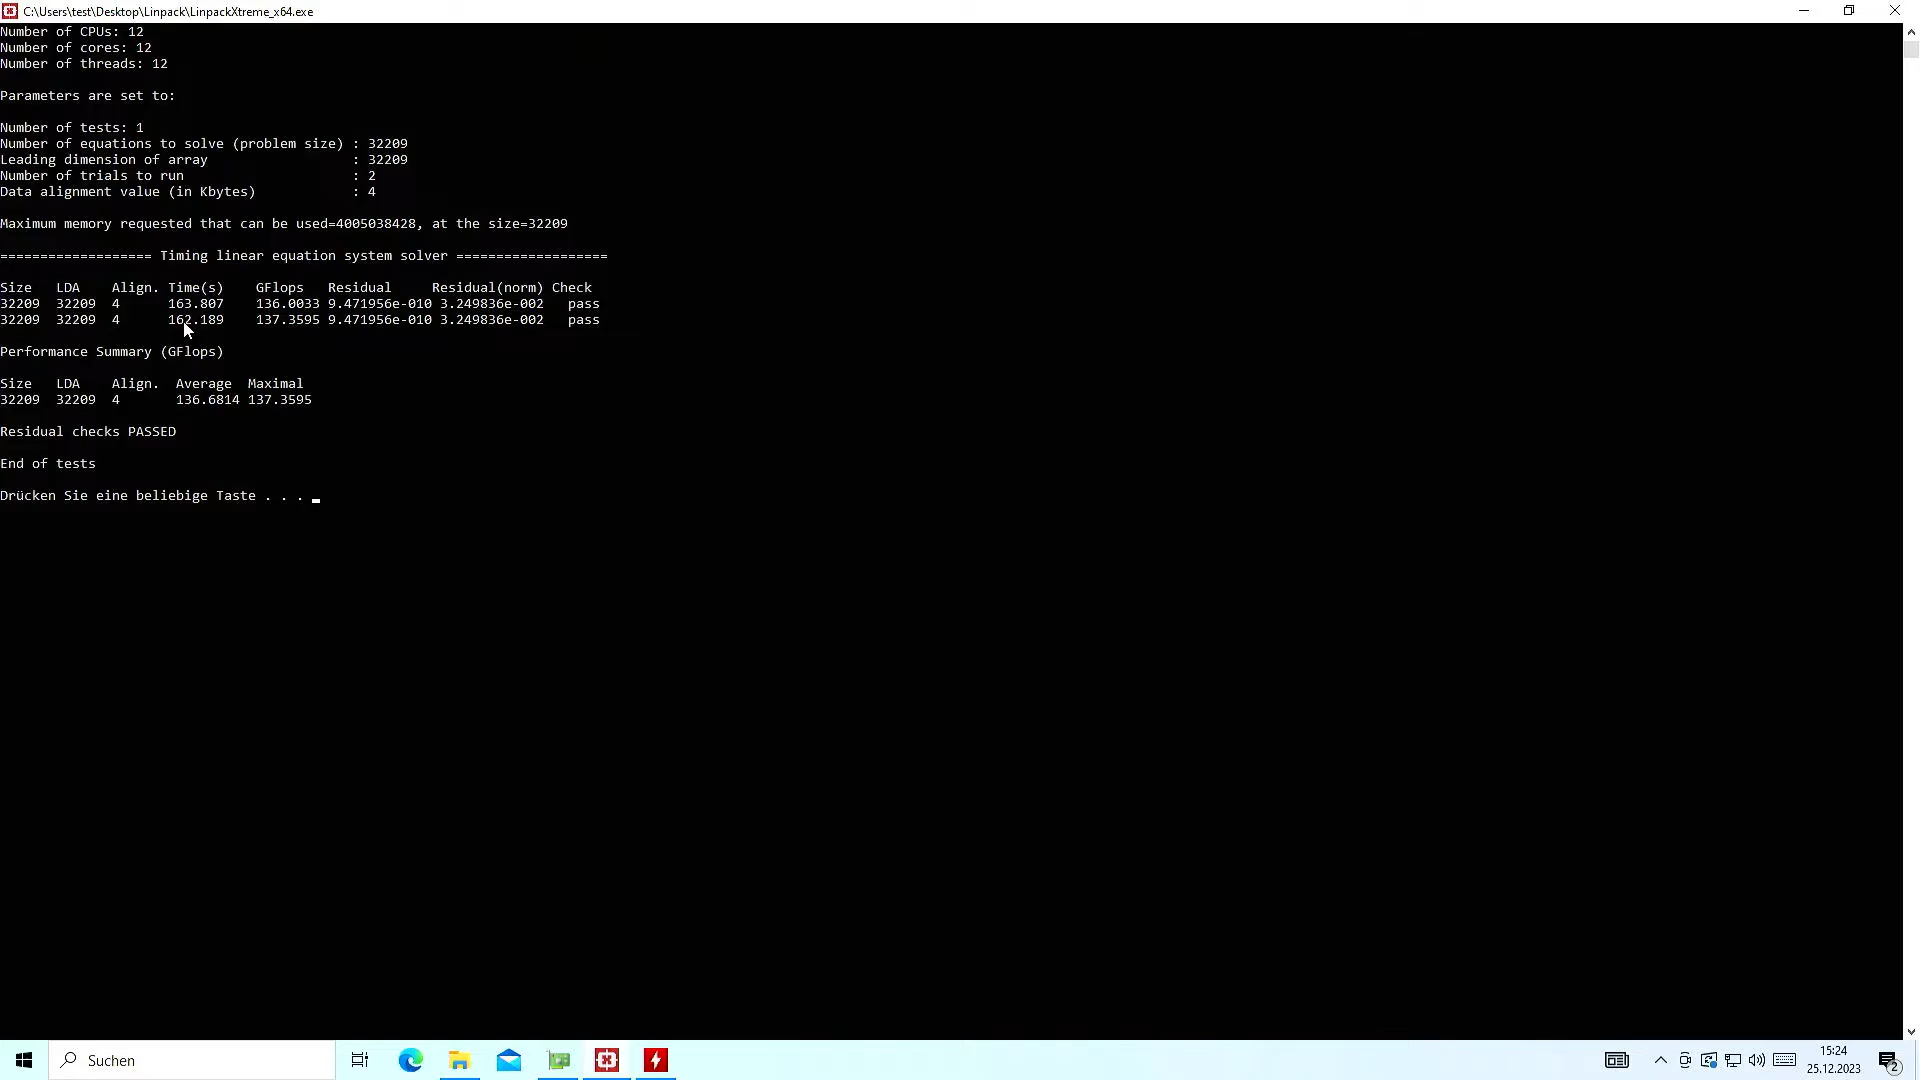 C:\Users\test\Desktop\Linpack\LinpackXtreme_x64.exe
Number of CPUs: 12
Number of cores: 12
Number of threads: 12
Parameters are set to:
Number of tests: 1
Number of equations to solve (problem size) : 32209
Leading dimension of array                  : 32209
Number of trials to run                     : 2
Data alignment value (in Kbytes)            : 4
Maximum memory requested that can be used=4005038428, at the size=32209
=================== Timing linear equation system solver ===================
Size   LDA    Align. Time(s)    GFlops   Residual     Residual(norm) Check
32209  32209  4      163.807    136.0033 9.471956e-010 3.249836e-002   pass
32209  32209  4      162.189    137.3595 9.471956e-010 3.249836e-002   pass
Performance Summary (GFlops)
Size   LDA    Align.  Average  Maximal
32209  32209  4       136.6814 137.3595
Residual checks PASSED
End of tests
Drücken Sie eine beliebige Taste . . .
Suchen
15:24
25.12.2023
2